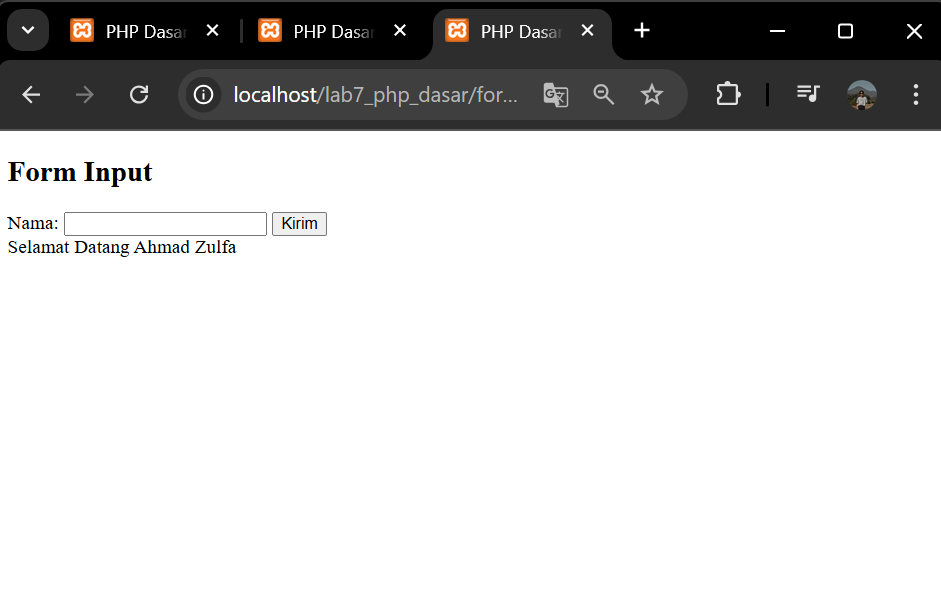 PHP Dasar PHP Dasar PHP Dasar
localhost/lab7_php_dasar/for...
Form Input
Nama: Kirim
Selamat Datang Ahmad Zulfa